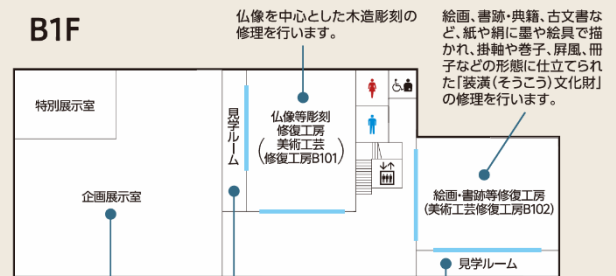 B1F
仏像を中心とした木造彫刻の
修理を行います。
絵画、書跡・典籍、古文書な
ど、紙や絹に墨や絵具で描
かれ、掛軸や巻子、屏風、冊
子などの形態に仕立てられ
た「装潢(そうこう)文化財」
の修理を行います。
特別展示室
企画展示室
見学ルーム
仏像等彫刻
修復工房
(美術工芸
修復工房B101)
絵画・書跡等修復工房
(美術工芸修復工房B102)
見学ルーム